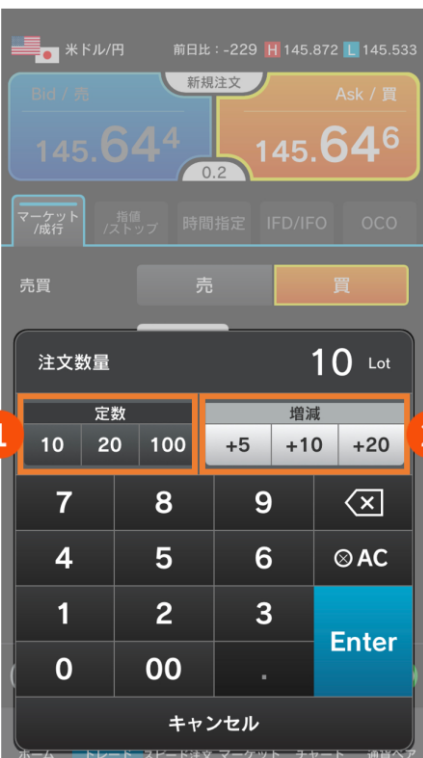 米ドル/円 前日比：-229 H 145.872 L 145.533
新規注文
Bid / 売 Ask / 買
145.644 145.646
0.2
マーケット/成行 指値/ストップ 時間指定 IFD/IFO OCO
売買 売 買
注文数量 10 Lot
定数 増減
1
10 20 100 +5 +10 +20
7 8 9
4 5 6 AC
1 2 3
Enter
0 00 .
キャンセル
ホーム トレード スピード注文 マーケット チャート 通貨ペア